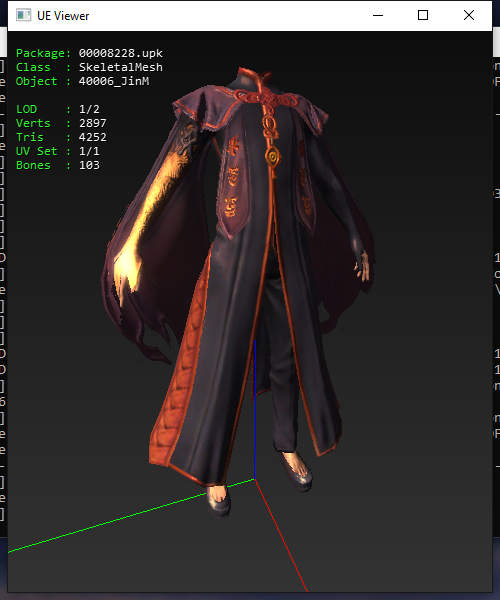 UE Viewer
Package: 00008228.upk
Class  : SkeletalMesh
Object : 40006_JinM
LOD    : 1/2
Verts  : 2897
Tris   : 4252
UV Set : 1/1
Bones  : 103